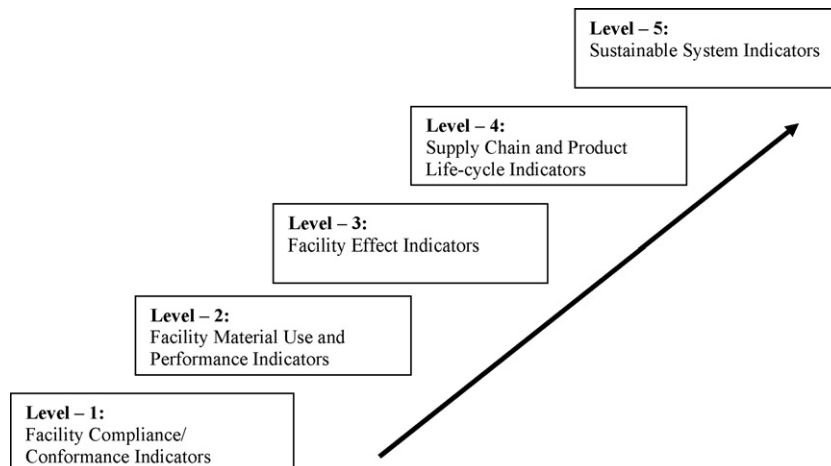 Level – 5:
Sustainable System Indicators
Level – 4:
Supply Chain and Product
Life-cycle Indicators
Level – 3:
Facility Effect Indicators
Level – 2:
Facility Material Use and
Performance Indicators
Level – 1:
Facility Compliance/
Conformance Indicators